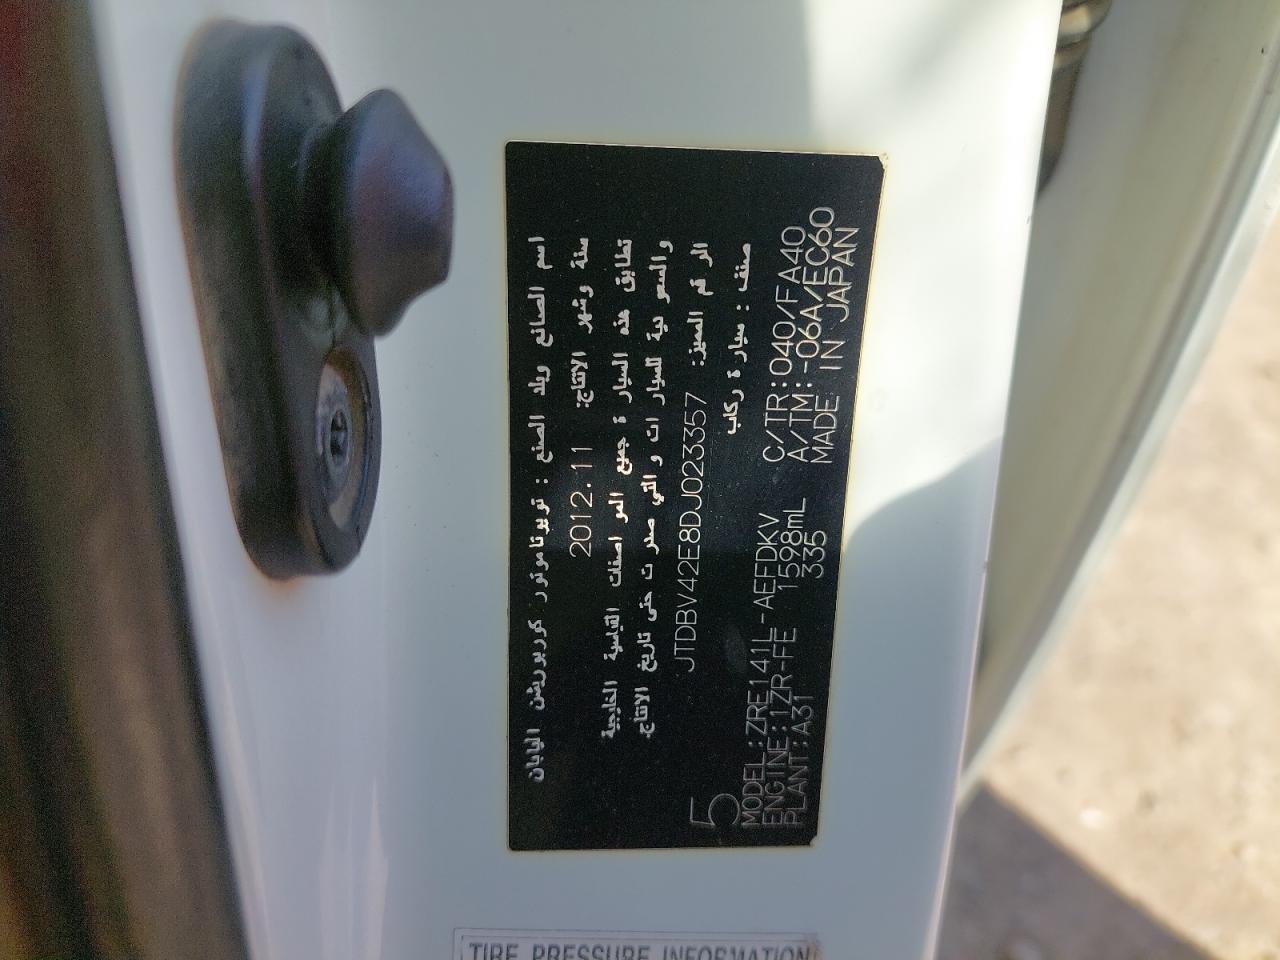 اسم الصانع وبلد الصنع : تويوتا موتور كوربوريشن اليابان
سنة وشهر الانتاج: 2012.11
تطابق هذه السيارة جميع المواصفات القياسية الخليجية
والسعودية للسيارات والتي صدرت حتى تاريخ الانتاج.
الرقم المميز: JTDBV42E8DJ023357
صنف : سيارة ركاب
5
MODEL:ZRE141L-AEFDKV
ENGINE:1ZR-FE 1598mL
PLANT:A31 335
C/TR:040/FA40
A/TM:-06A/EC60
MADE IN JAPAN
TIRE PRESSURE INFORMATION